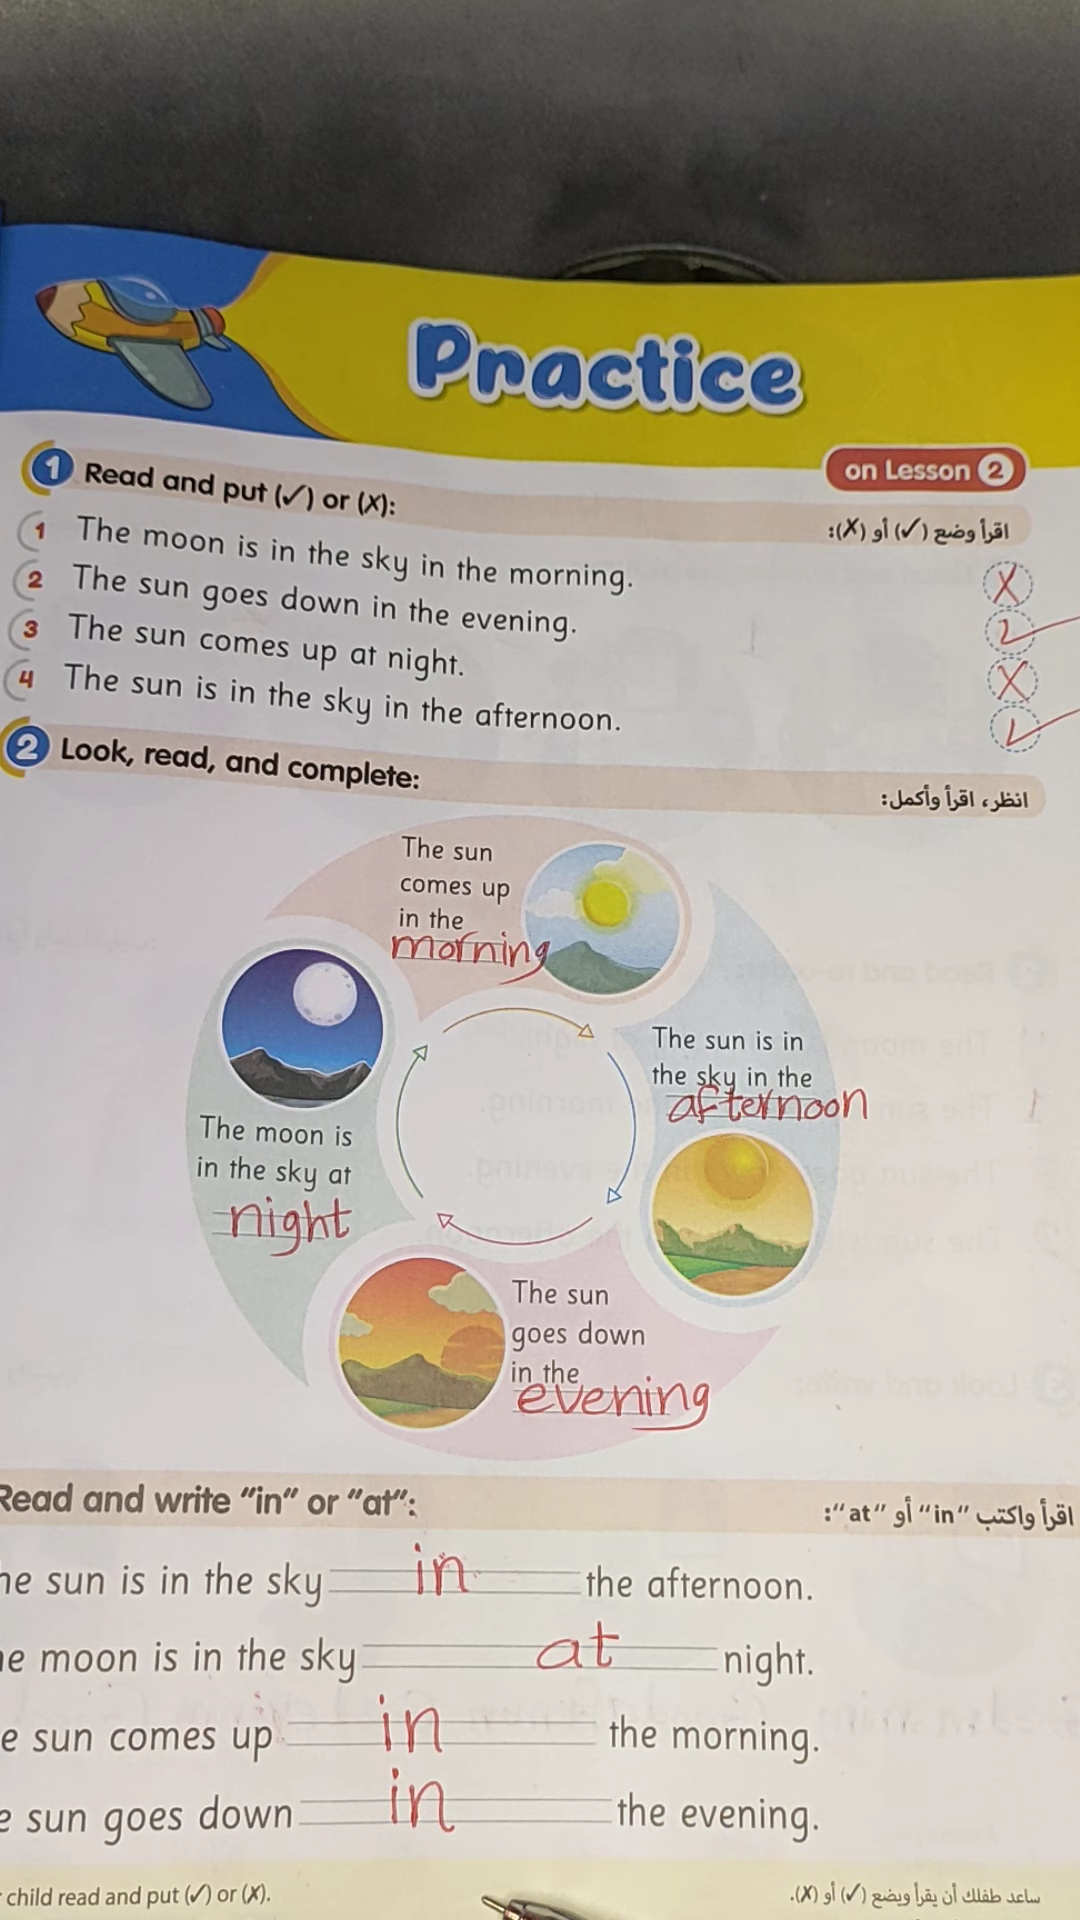 Practice
on Lesson 2
1 Read and put (✓) or (X):
اقرأ وضع (✓) أو (X):
1 The moon is in the sky in the morning. X
2 The sun goes down in the evening. ✓
3 The sun comes up at night. X
4 The sun is in the sky in the afternoon. ✓
2 Look, read, and complete:
انظر، اقرأ وأكمل:
The sun
comes up
in the
morning
The sun is in
the sky in the
afternoon
The moon is
in the sky at
night
The sun
goes down
in the
evening
Read and write "in" or "at":
اقرأ واكتب "in" أو "at":
he sun is in the sky in the afternoon.
e moon is in the sky at night.
e sun comes up in the morning.
e sun goes down in the evening.
child read and put (✓) or (X).
ساعد طفلك أن يقرأ ويضع (✓) أو (X).